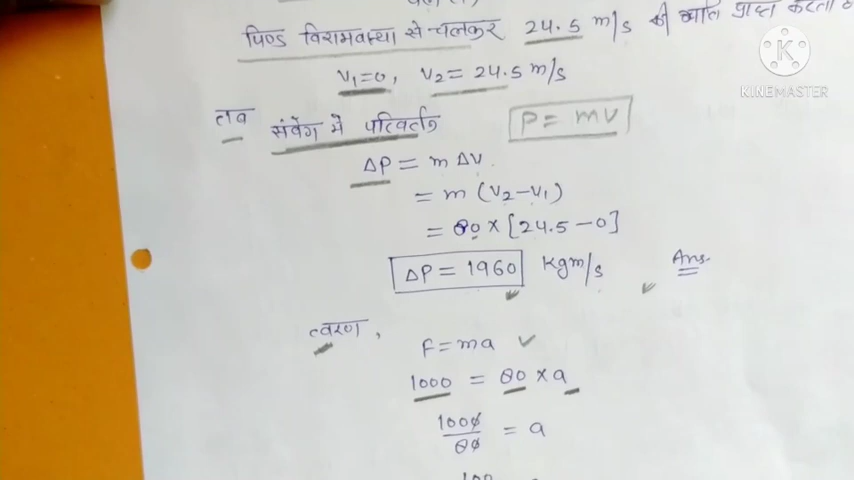 पिण्ड विरामवस्था से चलकर 24.5 m/s की चाल प्राप्त करता
V₁=0, V₂ = 24.5 m/s
तब
संवेग मे परिवर्तन
P = mv
ΔP = m ΔV
= m (V₂-V₁)
= 80 × [24.5 - 0]
ΔP = 1960 Kgm/s Ans.
त्वरण,
F = ma ✓
1000 = 80 × a
1000/80 = a
100
KINEMASTER